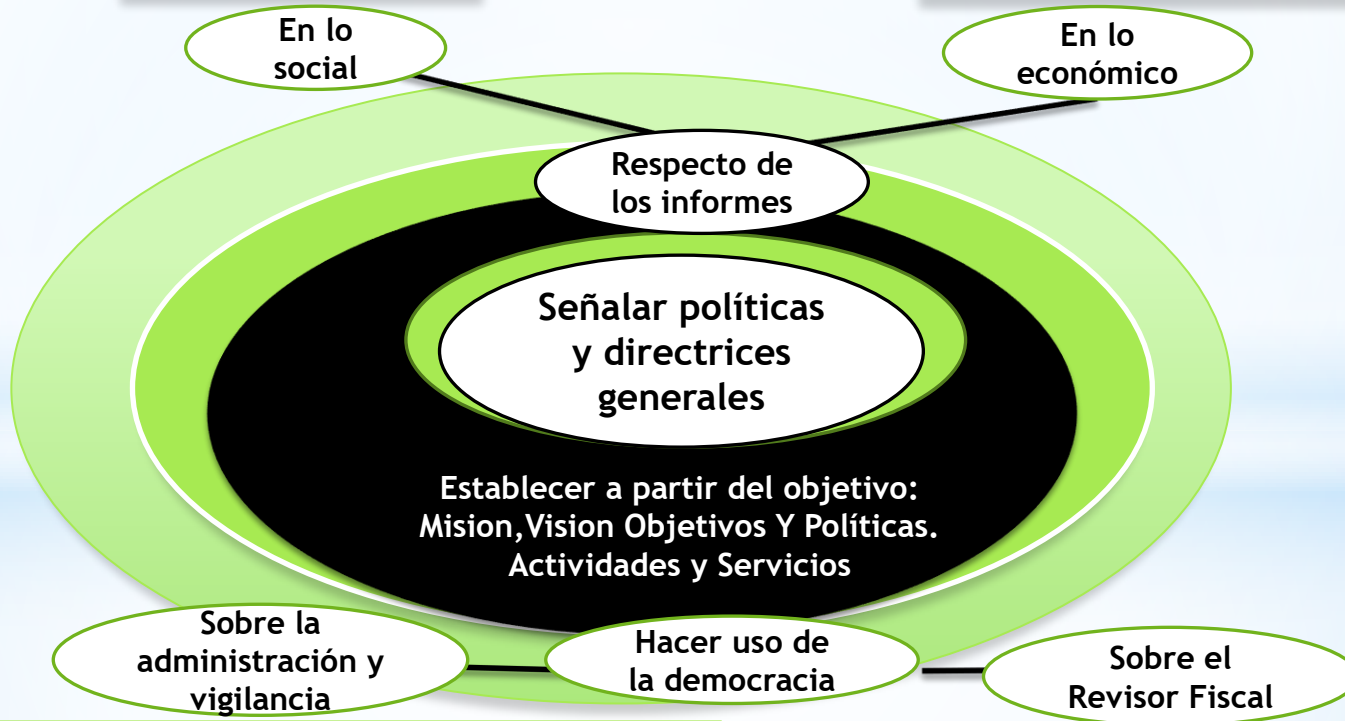 En lo
social
En lo
económico
Respecto de
los informes
Señalar políticas
y directrices
generales
Establecer a partir del objetivo:
Mision,Vision Objetivos Y Políticas.
Actividades y Servicios
Sobre la
administración y
vigilancia
Hacer uso de
la democracia
Sobre el
Revisor Fiscal